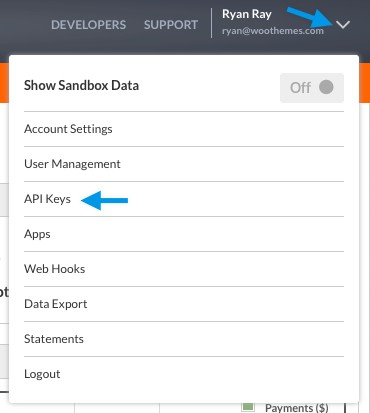 DEVELOPERS SUPPORT Ryan Ray
ryan@woothemes.com
Show Sandbox Data Off
Account Settings
User Management
API Keys
Apps
Web Hooks
Data Export
Statements
Logout
Payments ($)